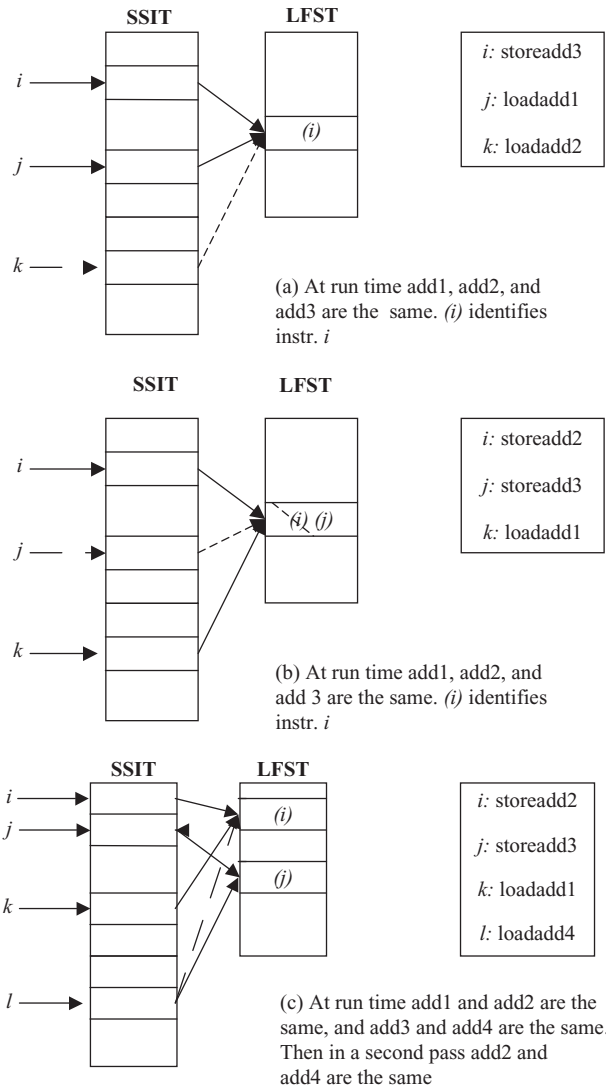 SSIT
LFST
i
j
k
(i)
i: storeadd3
j: loadadd1
k: loadadd2
(a) At run time add1, add2, and
add3 are the same. (i) identifies
instr. i
SSIT
LFST
i
j
k
(i) (j)
i: storeadd2
j: storeadd3
k: loadadd1
(b) At run time add1, add2, and
add 3 are the same. (i) identifies
instr. i
SSIT
LFST
i
j
k
l
(i)
(j)
i: storeadd2
j: storeadd3
k: loadadd1
l: loadadd4
(c) At run time add1 and add2 are the
same, and add3 and add4 are the same.
Then in a second pass add2 and
add4 are the same